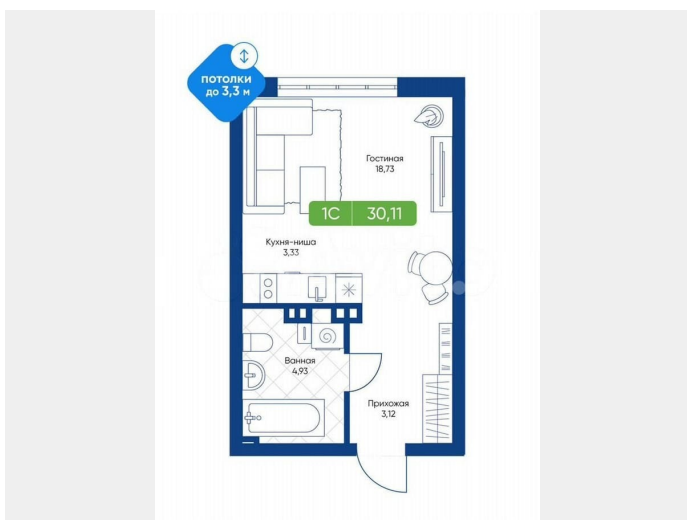 потолки
до 3,3 м
Гостиная
18,73
1С 30,11
Кухня-ниша
3,33
Ванная
4,93
Прихожая
3,12